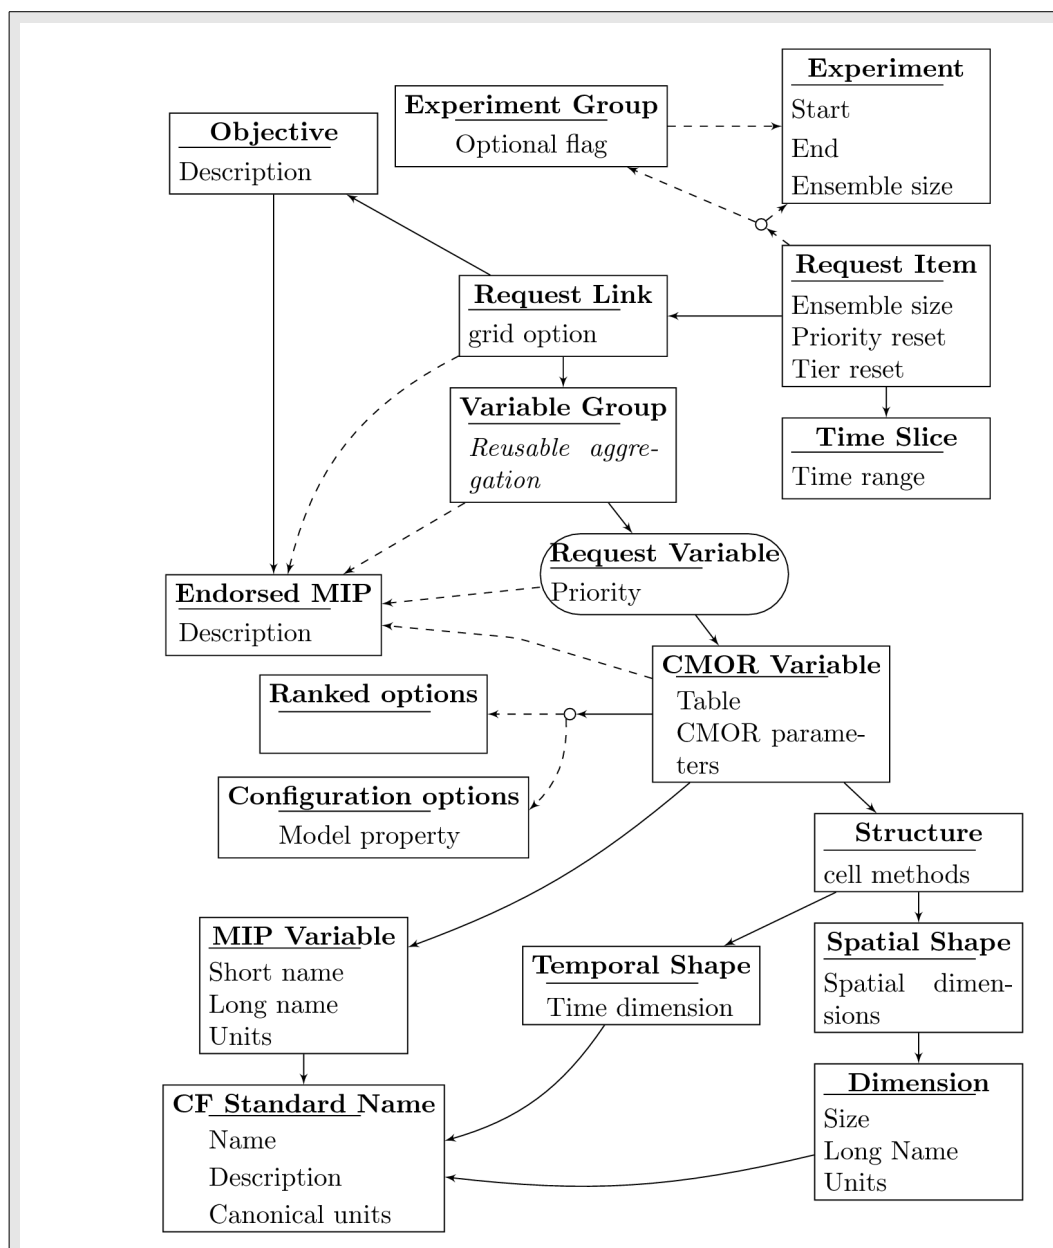 Experiment
Start
End
Ensemble size
Experiment Group
Optional flag
Objective
Description
Request Item
Ensemble size
Priority reset
Tier reset
Request Link
grid option
Variable Group
Reusable aggre-
gation
Time Slice
Time range
Request Variable
Priority
Endorsed MIP
Description
CMOR Variable
Table
CMOR parame-
ters
Ranked options
Configuration options
Model property
Structure
cell methods
MIP Variable
Short name
Long name
Units
Temporal Shape
Time dimension
Spatial Shape
Spatial dimen-
sions
Dimension
Size
Long Name
Units
CF Standard Name
Name
Description
Canonical units